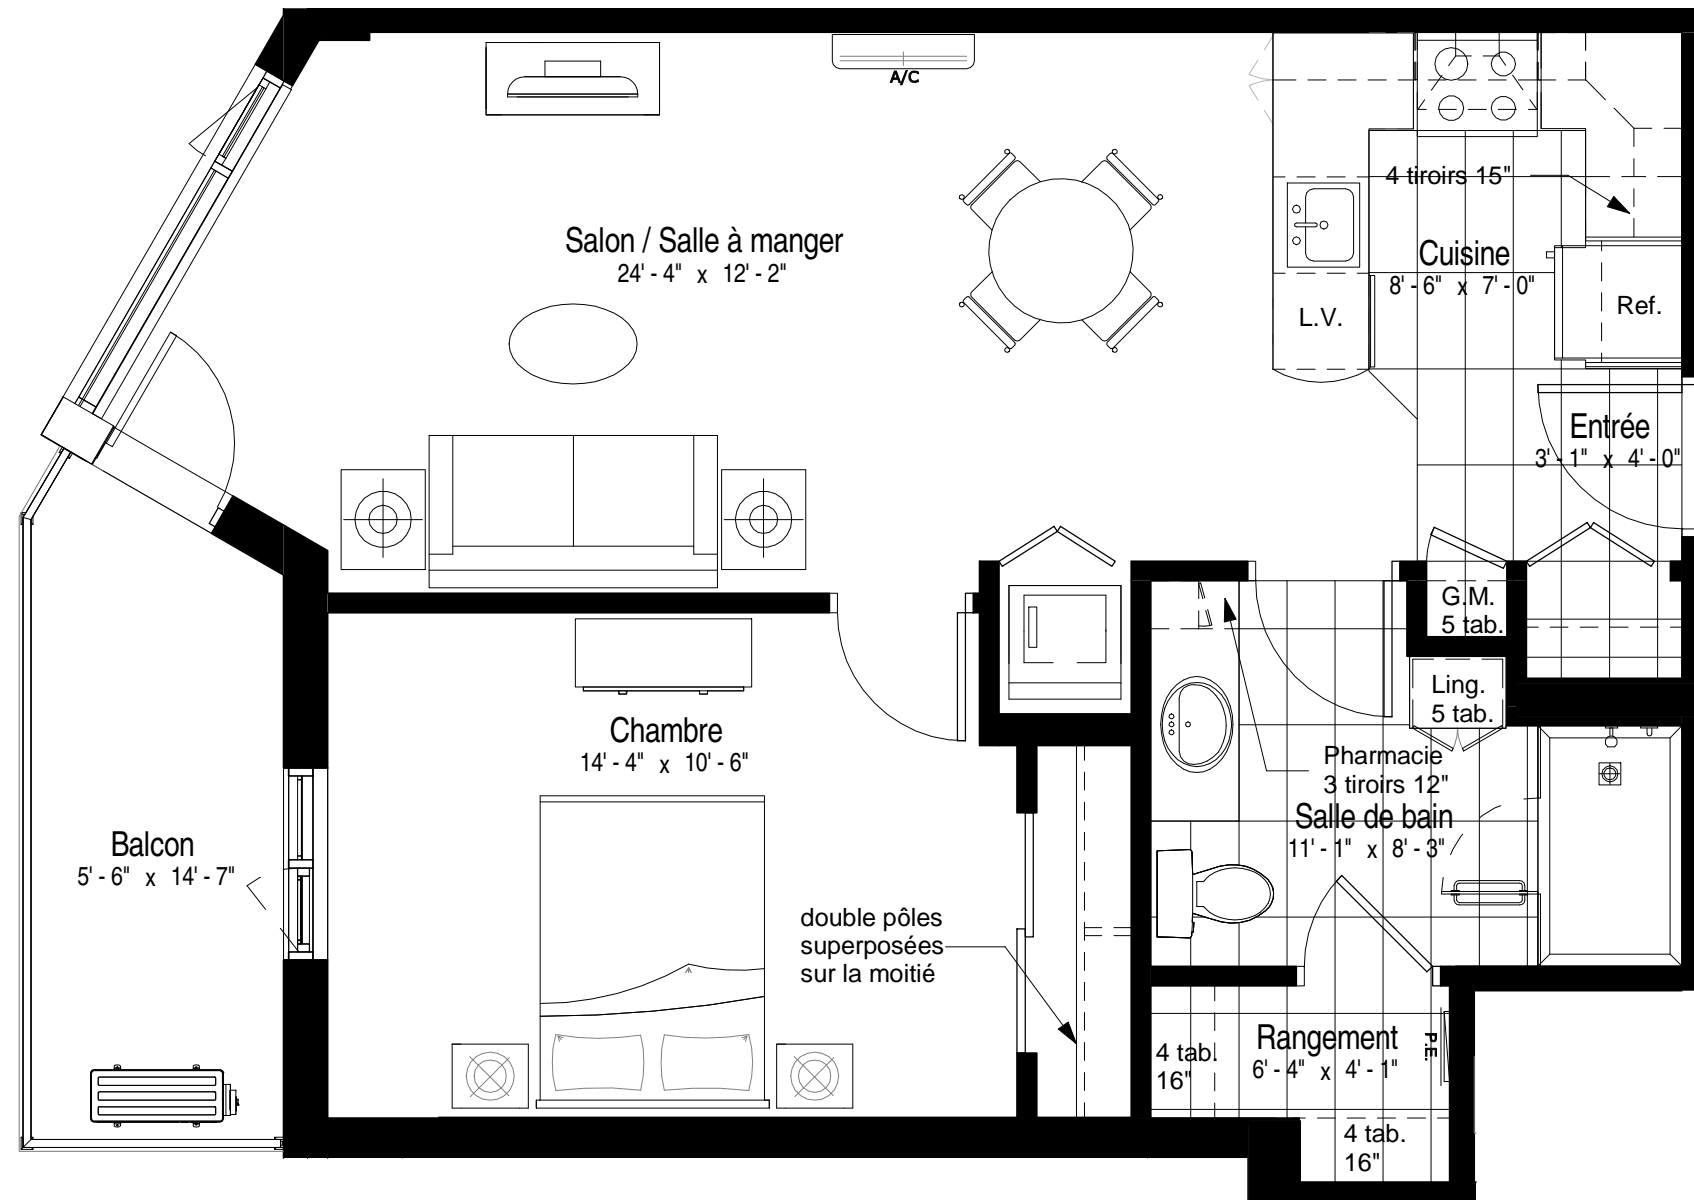 A/C
4 tiroirs 15"
Salon / Salle à manger
24' - 4" x 12' - 2"
Cuisine
8' - 6" x 7' - 0"
Ref.
L.V.
Entrée
3' - 1" x 4' - 0"
G.M.
5 tab.
Ling.
5 tab.
Chambre
14' - 4" x 10' - 6"
Pharmacie
3 tiroirs 12"
Salle de bain
11' - 1" x 8' - 3"
Balcon
5' - 6" x 14' - 7"
double pôles
superposées
sur la moitié
Rangement
6' - 4" x 4' - 1"
P.E.
4 tab.
16"
4 tab.
16"